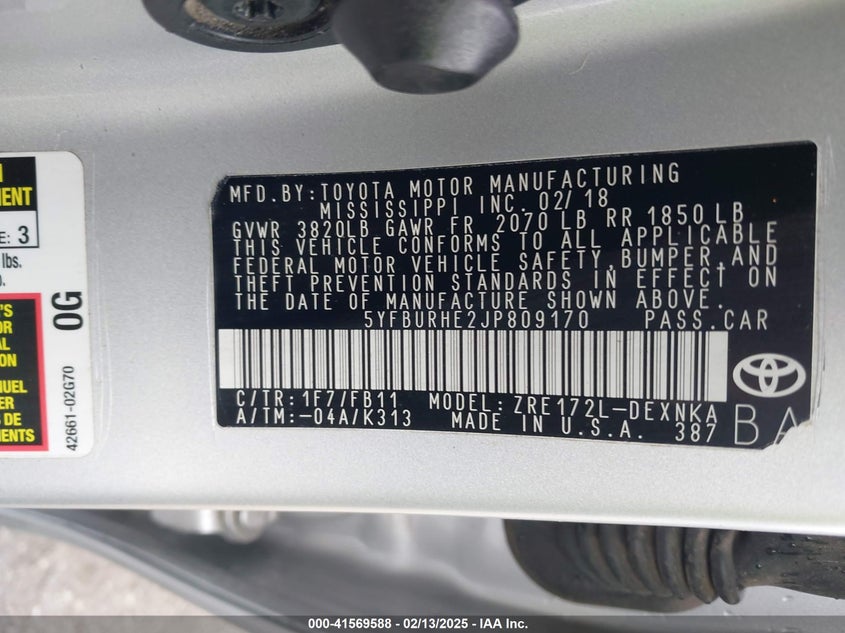 MENT
E: 3
lbs.
0G
42661-02G70
MFD.BY:TOYOTA MOTOR MANUFACTURING
MISSISSIPPI INC. 02/18
GVWR 3820LB GAWR FR 2070 LB RR 1850 LB
THIS VEHICLE CONFORMS TO ALL APPLICABLE
FEDERAL MOTOR VEHICLE SAFETY,BUMPER,AND
THEFT PREVENTION STANDARDS IN EFFECT ON
THE DATE OF MANUFACTURE SHOWN ABOVE.
5YFBURHE2JP809170 PASS.CAR
C/TR:1F7/FB11 MODEL:ZRE172L-DEXNKA
A/TM:-04A/K313 MADE IN U.S.A. 387
BA
000-41569588 - 02/13/2025 - IAA Inc.